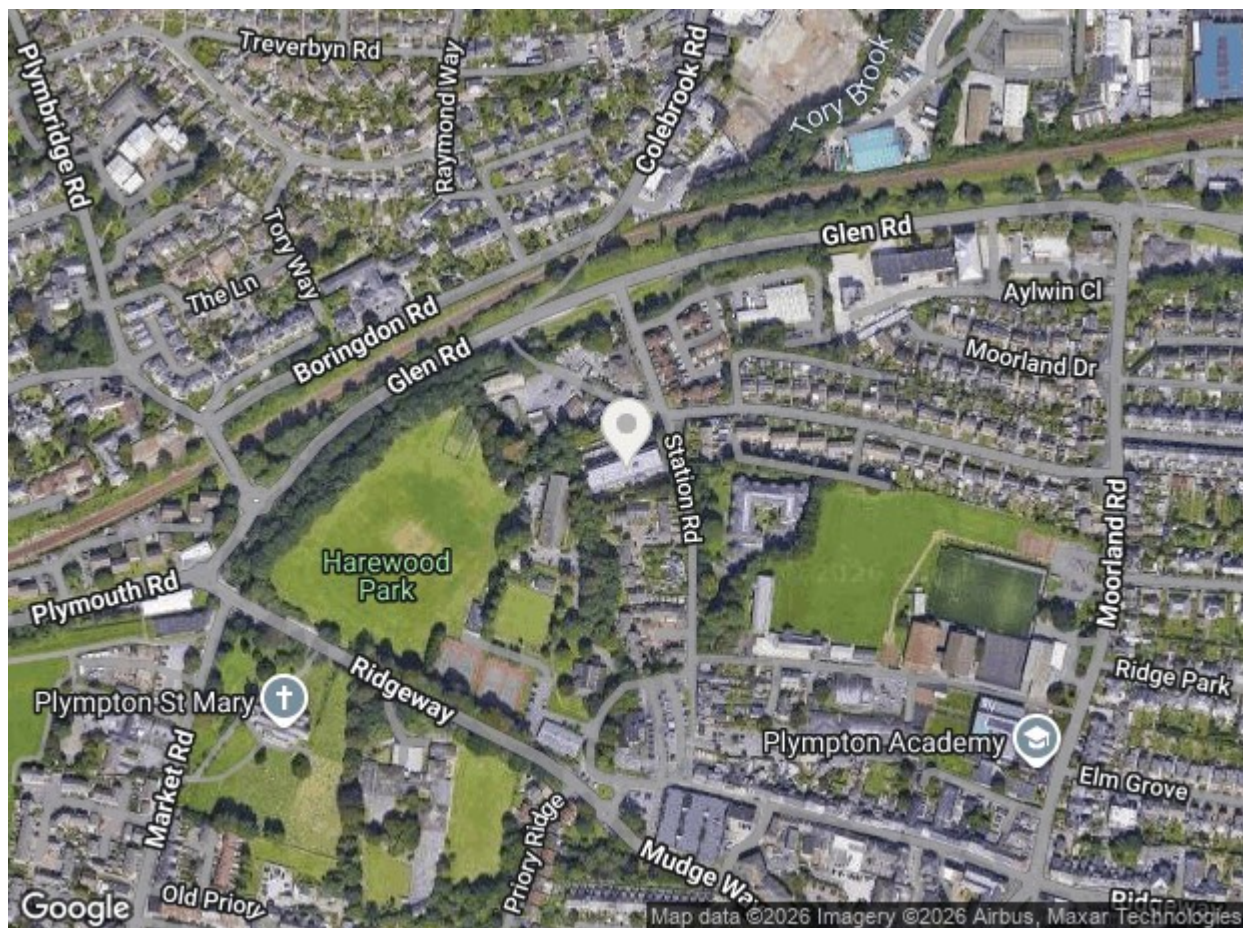 Treverbyn Rd
Plymbridge Rd
Raymond Way
Colebrook Rd
Tory Brook
Tory Way
The Ln
Glen Rd
Aylwin Cl
Boringdon Rd
Glen Rd
Moorland Dr
Station Rd
Moorland Rd
Harewood
Park
Plymouth Rd
Ridgeway
Plympton St Mary
Ridge Park
Plympton Academy
Market Rd
Elm Grove
Priory Ridge
Mudge Way
Old Priory
Ridgeway
Google
Map data ©2026 Imagery ©2026 Airbus, Maxar Technologies